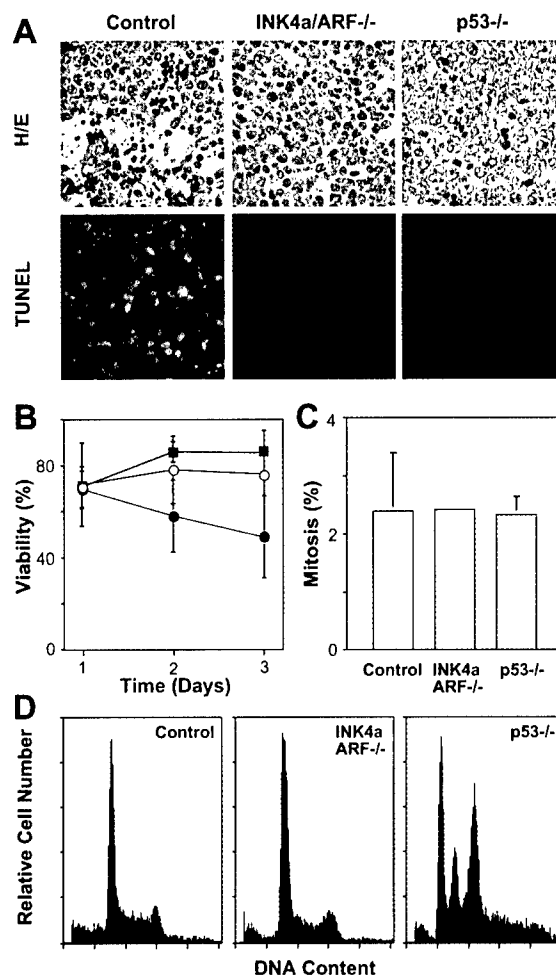 A
Control
INK4a/ARF-/-
p53-/-
H/E
TUNEL
B
Viability (%)
80
40
0
1
2
3
Time (Days)
C
Mitosis (%)
4
2
0
Control
INK4a
ARF-/-
p53-/-
D
Relative Cell Number
Control
INK4a
ARF-/-
p53-/-
DNA Content